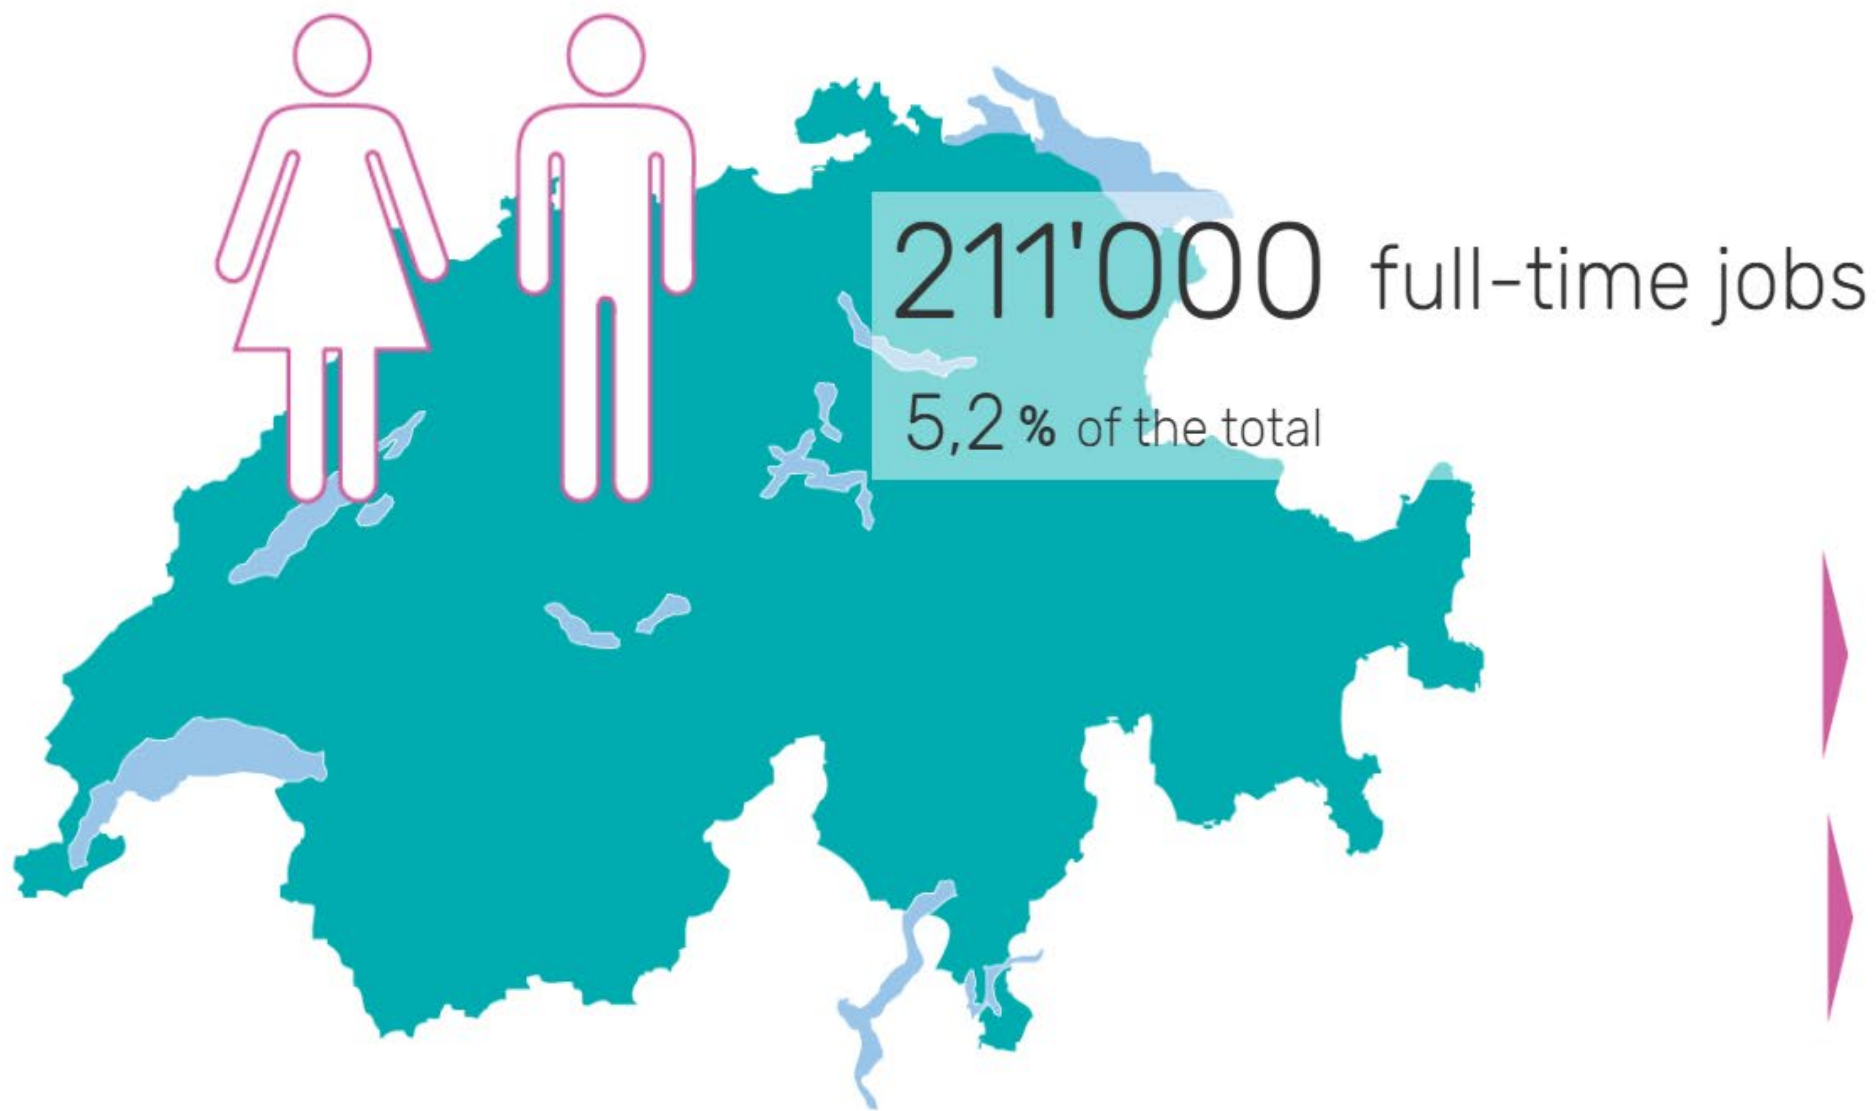 211'000 full-time jobs
5,2 % of the total